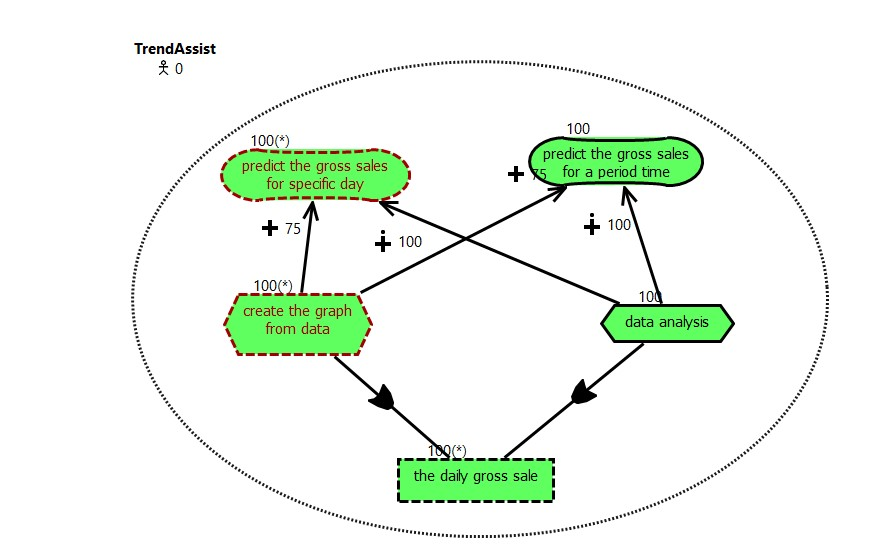 TrendAssist
0
100(*)
predict the gross sales
for specific day
100
predict the gross sales
for a period time
75
75
100
100
100(*)
create the graph
from data
100
data analysis
100(*)
the daily gross sale